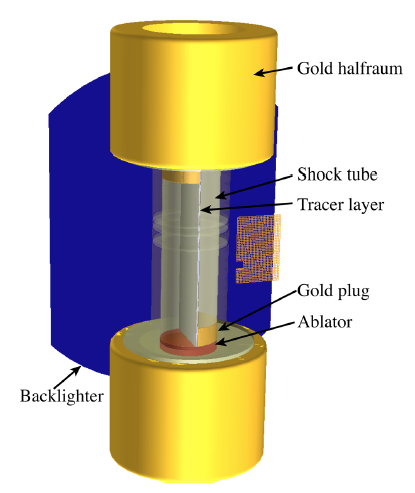 Gold halfraum
Shock tube
Tracer layer
Gold plug
Ablator
Backlighter